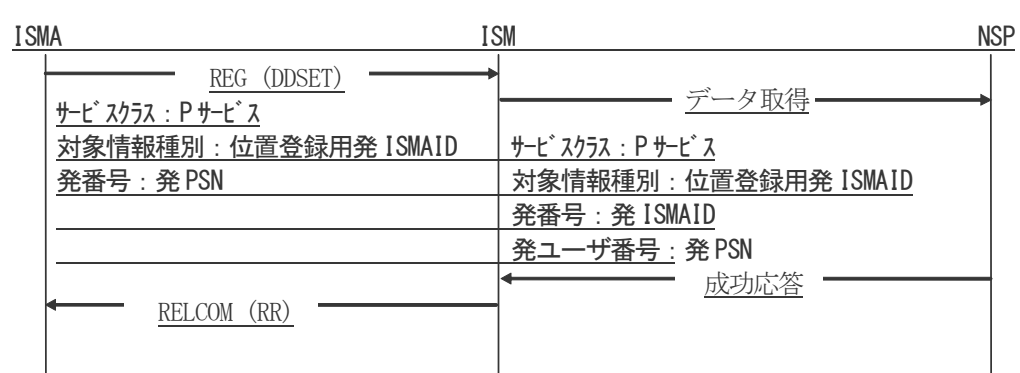 ISMA ISM NSP
REG (DDSET)
データ取得
ｻｰﾋﾞｽｸﾗｽ：Pｻｰﾋﾞｽ
対象情報種別：位置登録用発ISMAID
発番号：発PSN
ｻｰﾋﾞｽｸﾗｽ：Pｻｰﾋﾞｽ
対象情報種別：位置登録用発ISMAID
発番号：発ISMAID
発ユーザ番号：発PSN
成功応答
RELCOM (RR)